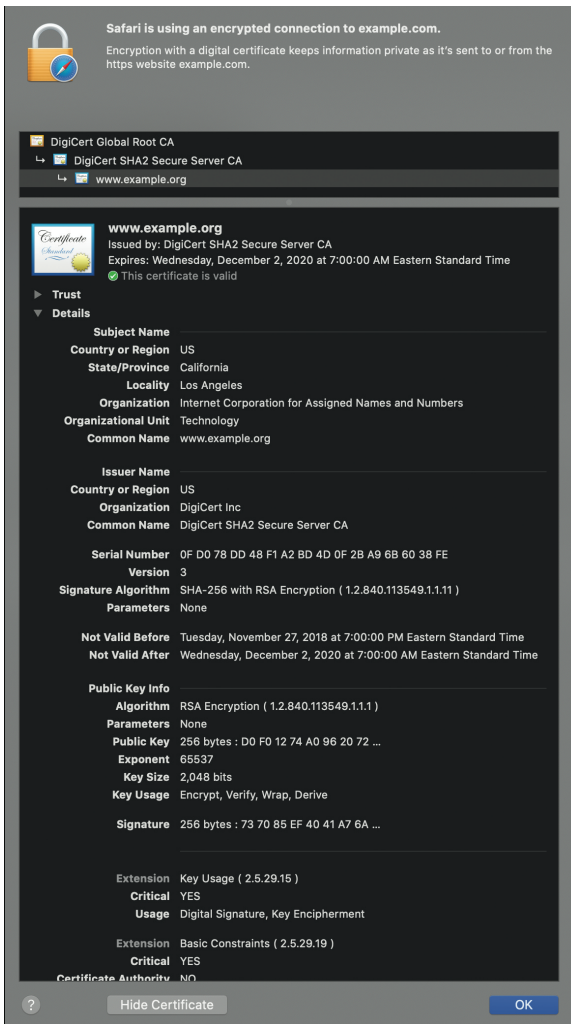 Safari is using an encrypted connection to example.com.
Encryption with a digital certificate keeps information private as it's sent to or from the
https website example.com.
DigiCert Global Root CA
↳ DigiCert SHA2 Secure Server CA
↳ www.example.org
Certificate
Standard
www.example.org
Issued by: DigiCert SHA2 Secure Server CA
Expires: Wednesday, December 2, 2020 at 7:00:00 AM Eastern Standard Time
This certificate is valid
Trust
Details
Subject Name
Country or Region US
State/Province California
Locality Los Angeles
Organization Internet Corporation for Assigned Names and Numbers
Organizational Unit Technology
Common Name www.example.org
Issuer Name
Country or Region US
Organization DigiCert Inc
Common Name DigiCert SHA2 Secure Server CA
Serial Number 0F D0 78 DD 48 F1 A2 BD 4D 0F 2B A9 6B 60 38 FE
Version 3
Signature Algorithm SHA-256 with RSA Encryption ( 1.2.840.113549.1.1.11 )
Parameters None
Not Valid Before Tuesday, November 27, 2018 at 7:00:00 PM Eastern Standard Time
Not Valid After Wednesday, December 2, 2020 at 7:00:00 AM Eastern Standard Time
Public Key Info
Algorithm RSA Encryption ( 1.2.840.113549.1.1.1 )
Parameters None
Public Key 256 bytes : D0 F0 12 74 A0 96 20 72 ...
Exponent 65537
Key Size 2,048 bits
Key Usage Encrypt, Verify, Wrap, Derive
Signature 256 bytes : 73 70 85 EF 40 41 A7 6A ...
Extension Key Usage ( 2.5.29.15 )
Critical YES
Usage Digital Signature, Key Encipherment
Extension Basic Constraints ( 2.5.29.19 )
Critical YES
Certificate Authority NO
? Hide Certificate OK